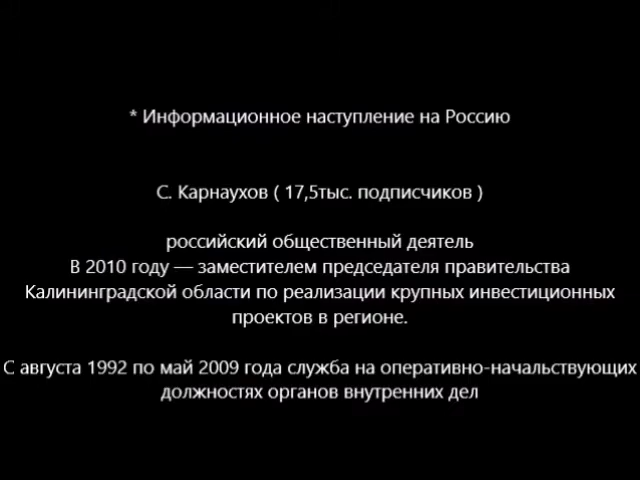 * Информационное наступление на Россию
С. Карнаухов ( 17,5тыс. подписчиков )
российский общественный деятель
В 2010 году — заместителем председателя правительства
Калининградской области по реализации крупных инвестиционных
проектов в регионе.
С августа 1992 по май 2009 года служба на оперативно-начальствующих
должностях органов внутренних дел